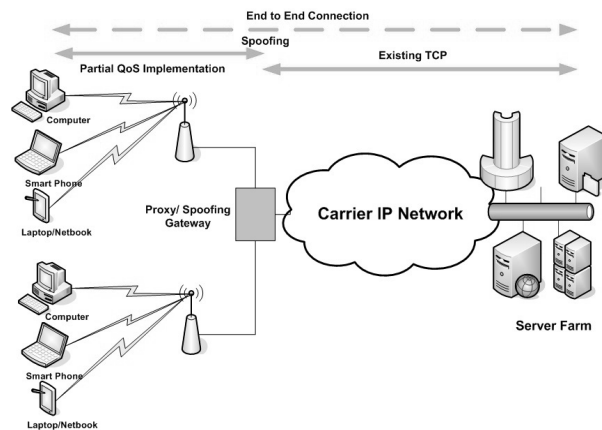 End to End Connection
Spoofing
Partial QoS Implementation
Existing TCP
Computer
Smart Phone
Laptop/Netbook
Proxy/ Spoofing
Gateway
Carrier IP Network
Server Farm
Computer
Smart Phone
Laptop/Netbook